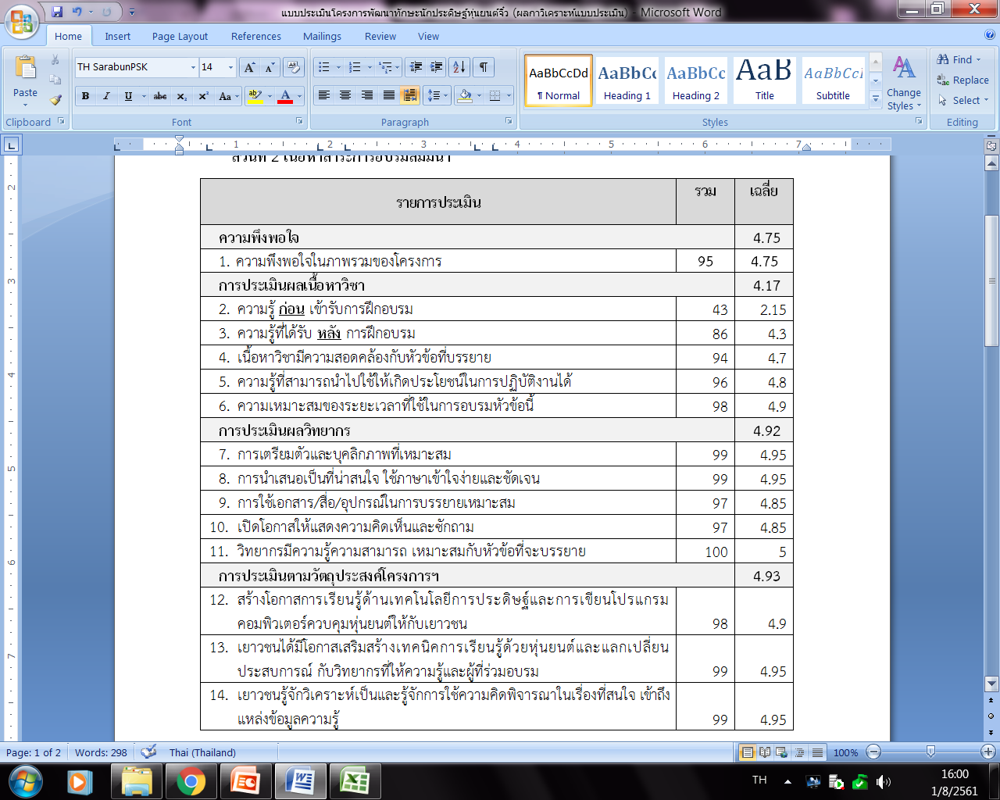 แบบประเมินโครงการพัฒนาทักษะนักประดิษฐ์หุ่นยนต์จิ๋ว (ผลกาวิเคราะห์แบบประเมิน) - Microsoft Word
Home Insert Page Layout References Mailings Review View
Paste
Clipboard
TH SarabunPSK 14
Font
Paragraph
AaBbCcDd AaBbCc AaBbCc AaB AaBbCcI
¶ Normal Heading 1 Heading 2 Title Subtitle
Change Styles
Styles
Find
Replace
Select
Editing
1 2 3 4 5 6 7
2
3
4
5
6
7
ส่วนที่ 2 เนื้อหาสาระการอบรมสัมมนา
รายการประเมิน รวม เฉลี่ย
ความพึงพอใจ 4.75
1. ความพึงพอใจในภาพรวมของโครงการ 95 4.75
การประเมินผลเนื้อหาวิชา 4.17
2. ความรู้ ก่อน เข้ารับการฝึกอบรม 43 2.15
3. ความรู้ที่ได้รับ หลัง การฝึกอบรม 86 4.3
4. เนื้อหาวิชามีความสอดคล้องกับหัวข้อที่บรรยาย 94 4.7
5. ความรู้ที่สามารถนำไปใช้ให้เกิดประโยชน์ในการปฏิบัติงานได้ 96 4.8
6. ความเหมาะสมของระยะเวลาที่ใช้ในการอบรมหัวข้อนี้ 98 4.9
การประเมินผลวิทยากร 4.92
7. การเตรียมตัวและบุคลิกภาพที่เหมาะสม 99 4.95
8. การนำเสนอเป็นที่น่าสนใจ ใช้ภาษาเข้าใจง่ายและชัดเจน 99 4.95
9. การใช้เอกสาร/สื่อ/อุปกรณ์ในการบรรยายเหมาะสม 97 4.85
10. เปิดโอกาสให้แสดงความคิดเห็นและซักถาม 97 4.85
11. วิทยากรมีความรู้ความสามารถ เหมาะสมกับหัวข้อที่จะบรรยาย 100 5
การประเมินตามวัตถุประสงค์โครงการฯ 4.93
12. สร้างโอกาสการเรียนรู้ด้านเทคโนโลยีการประดิษฐ์และการเขียนโปรแกรม
คอมพิวเตอร์ควบคุมหุ่นยนต์ให้กับเยาวชน 98 4.9
13. เยาวชนได้มีโอกาสเสริมสร้างเทคนิคการเรียนรู้ด้วยหุ่นยนต์และแลกเปลี่ยน
ประสบการณ์ กับวิทยากรที่ให้ความรู้และผู้ที่ร่วมอบรม 99 4.95
14. เยาวชนรู้จักวิเคราะห์เป็นและรู้จักการใช้ความคิดพิจารณาในเรื่องที่สนใจ เข้าถึง
แหล่งข้อมูลความรู้ 99 4.95
Page: 1 of 2 Words: 298 Thai (Thailand) 100%
TH 16:00
1/8/2561